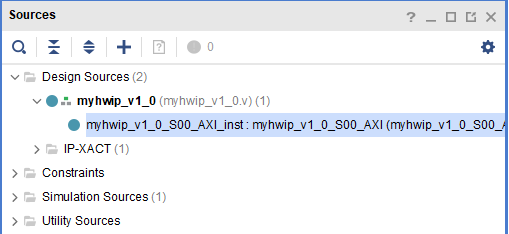 Sources
0
Design Sources (2)
myhwip_v1_0 (myhwip_v1_0.v) (1)
myhwip_v1_0_S00_AXI_inst : myhwip_v1_0_S00_AXI (myhwip_v1_0_S00_A
IP-XACT (1)
Constraints
Simulation Sources (1)
Utility Sources